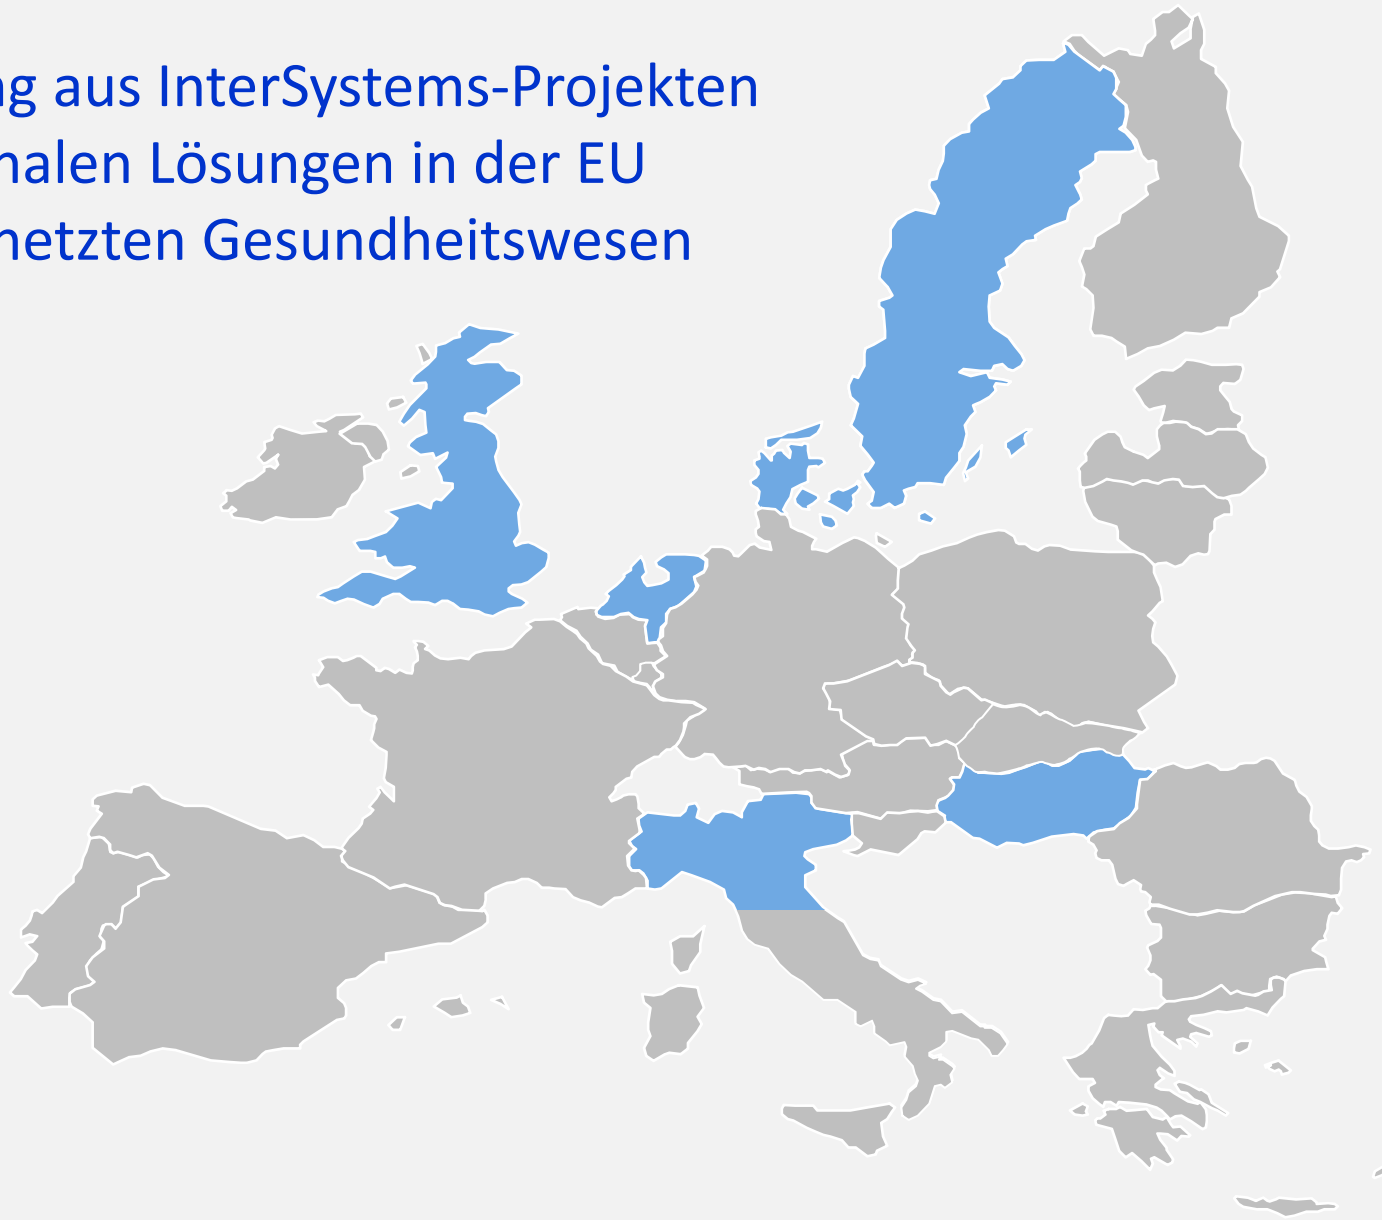 ng aus InterSystems-Projekten
nalen Lösungen in der EU
netzten Gesundheitswesen